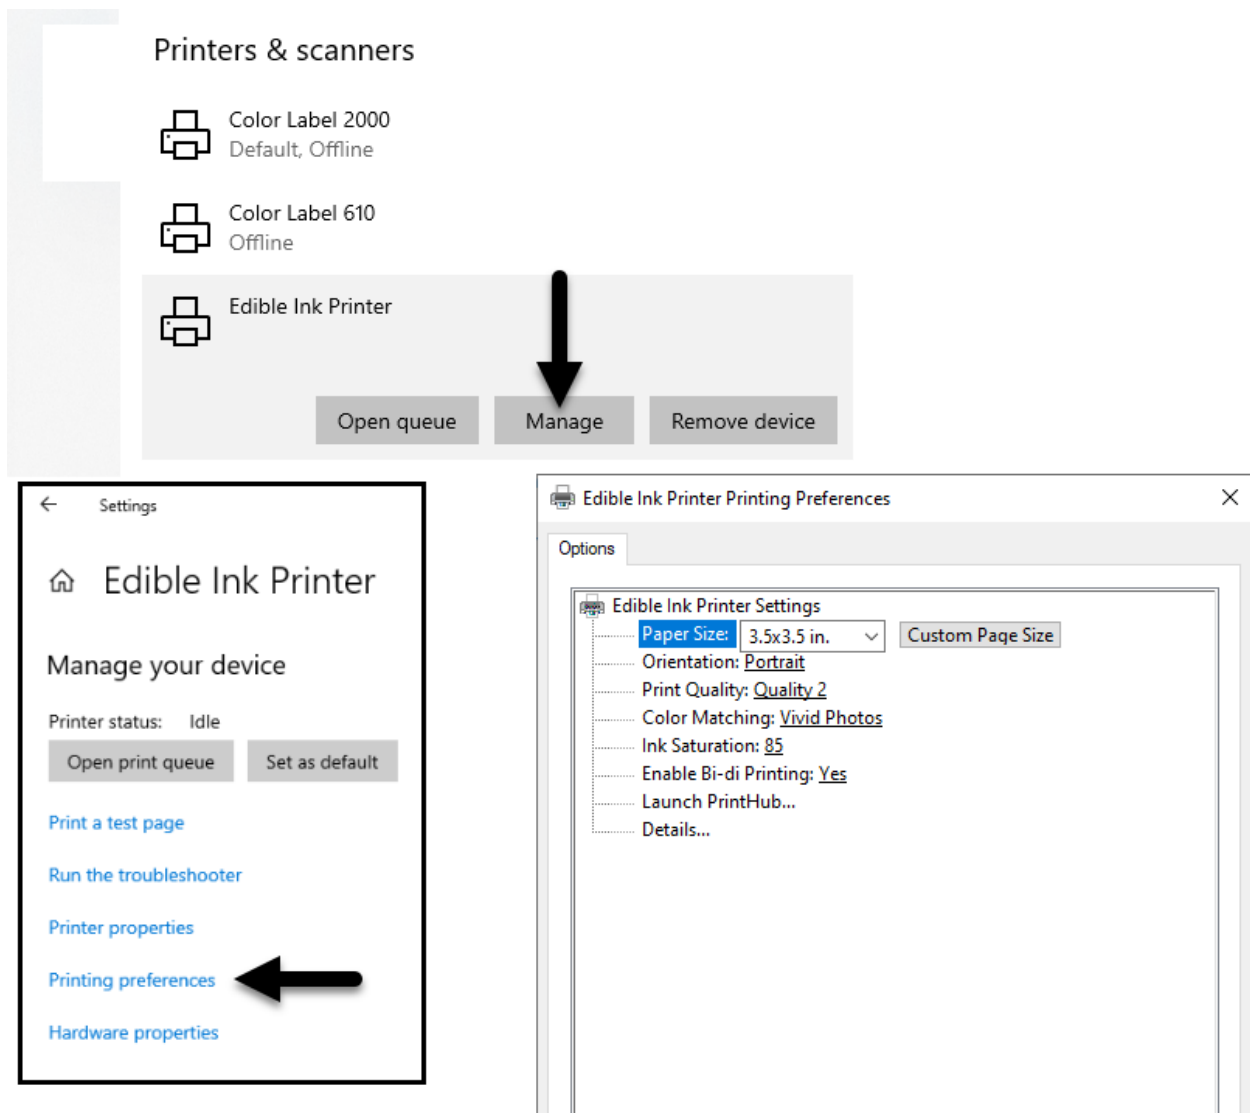 Printers & scanners
Color Label 2000
Default, Offline
Color Label 610
Offline
Edible Ink Printer
Open queue
Manage
Remove device
Settings
Edible Ink Printer
Manage your device
Printer status: Idle
Open print queue
Set as default
Print a test page
Run the troubleshooter
Printer properties
Printing preferences
Hardware properties
Edible Ink Printer Printing Preferences
Options
Edible Ink Printer Settings
Paper Size: 3.5x3.5 in. Custom Page Size
Orientation: Portrait
Print Quality: Quality 2
Color Matching: Vivid Photos
Ink Saturation: 85
Enable Bi-di Printing: Yes
Launch PrintHub...
Details...